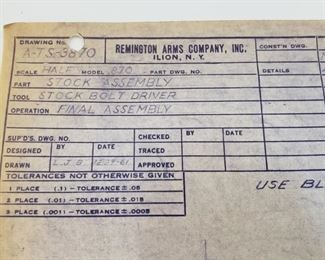 DRAWING No. A-TS-3870 REMINGTON ARMS COMPANY, INC. CONST'N DWG.
ILION, N. Y.
SCALE HALF MODEL 870 PART DWG. NO. DETAILS
PART STOCK ASSEMBLY
TOOL STOCK BOLT DRIVER
OPERATION FINAL ASSEMBLY
SUP'D'S. DWG. NO. CHECKED BY DATE
DESIGNED BY DATE TRACED
DRAWN L.J.B. APPROVED
TOLERANCES NOT OTHERWISE GIVEN
1 PLACE (.1) - TOLERANCE ± .05
2 PLACE (.01) - TOLERANCE ± .015
3 PLACE (.001) - TOLERANCE ± .0005
USE BL